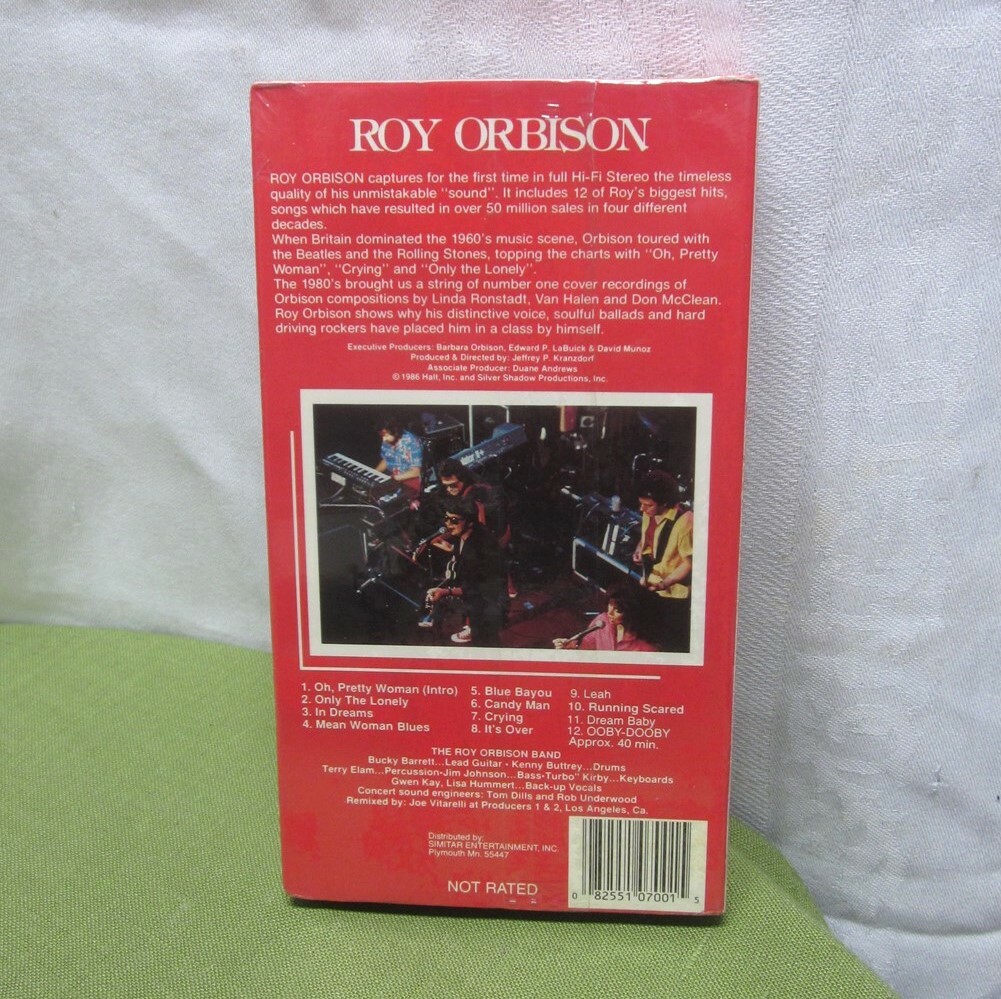 ROY ORBISON
ROY ORBISON captures for the first time in full Hi-Fi Stereo the timeless
quality of his unmistakable "sound". It includes 12 of Roy's biggest hits,
songs which have resulted in over 50 million sales in four different
decades.
When Britain dominated the 1960's music scene, Orbison toured with
the Beatles and the Rolling Stones, topping the charts with "Oh, Pretty
Woman", "Crying" and "Only the Lonely".
The 1980's brought us a string of number one cover recordings of
Orbison compositions by Linda Ronstadt, Van Halen and Don McClean.
Roy Orbison shows why his distinctive voice, soulful ballads and hard
driving rockers have placed him in a class by himself.
Executive Producers: Barbara Orbison, Edward P. LaBuick & David Munoz
Produced & Directed by: Jeffrey P. Kranzdorf
Associate Producer: Duane Andrews
© 1986 Halt, Inc. and Silver Shadow Productions, Inc.
1. Oh, Pretty Woman (Intro)
2. Only The Lonely
3. In Dreams
4. Mean Woman Blues
5. Blue Bayou
6. Candy Man
7. Crying
8. It's Over
9. Leah
10. Running Scared
11. Dream Baby
12. OOBY-DOOBY
Approx. 40 min.
THE ROY ORBISON BAND
Bucky Barrett...Lead Guitar - Kenny Buttrey...Drums
Terry Elam...Percussion-Jim Johnson...Bass-Turbo" Kirby...Keyboards
Gwen Kay, Lisa Hummert...Back-up Vocals
Concert sound engineers: Tom Dills and Rob Underwood
Remixed by: Joe Vitarelli at Producers 1 & 2, Los Angeles, Ca.
Distributed by:
SIMITAR ENTERTAINMENT, INC.
Plymouth Mn. 55447
NOT RATED
0 82551 07001 5